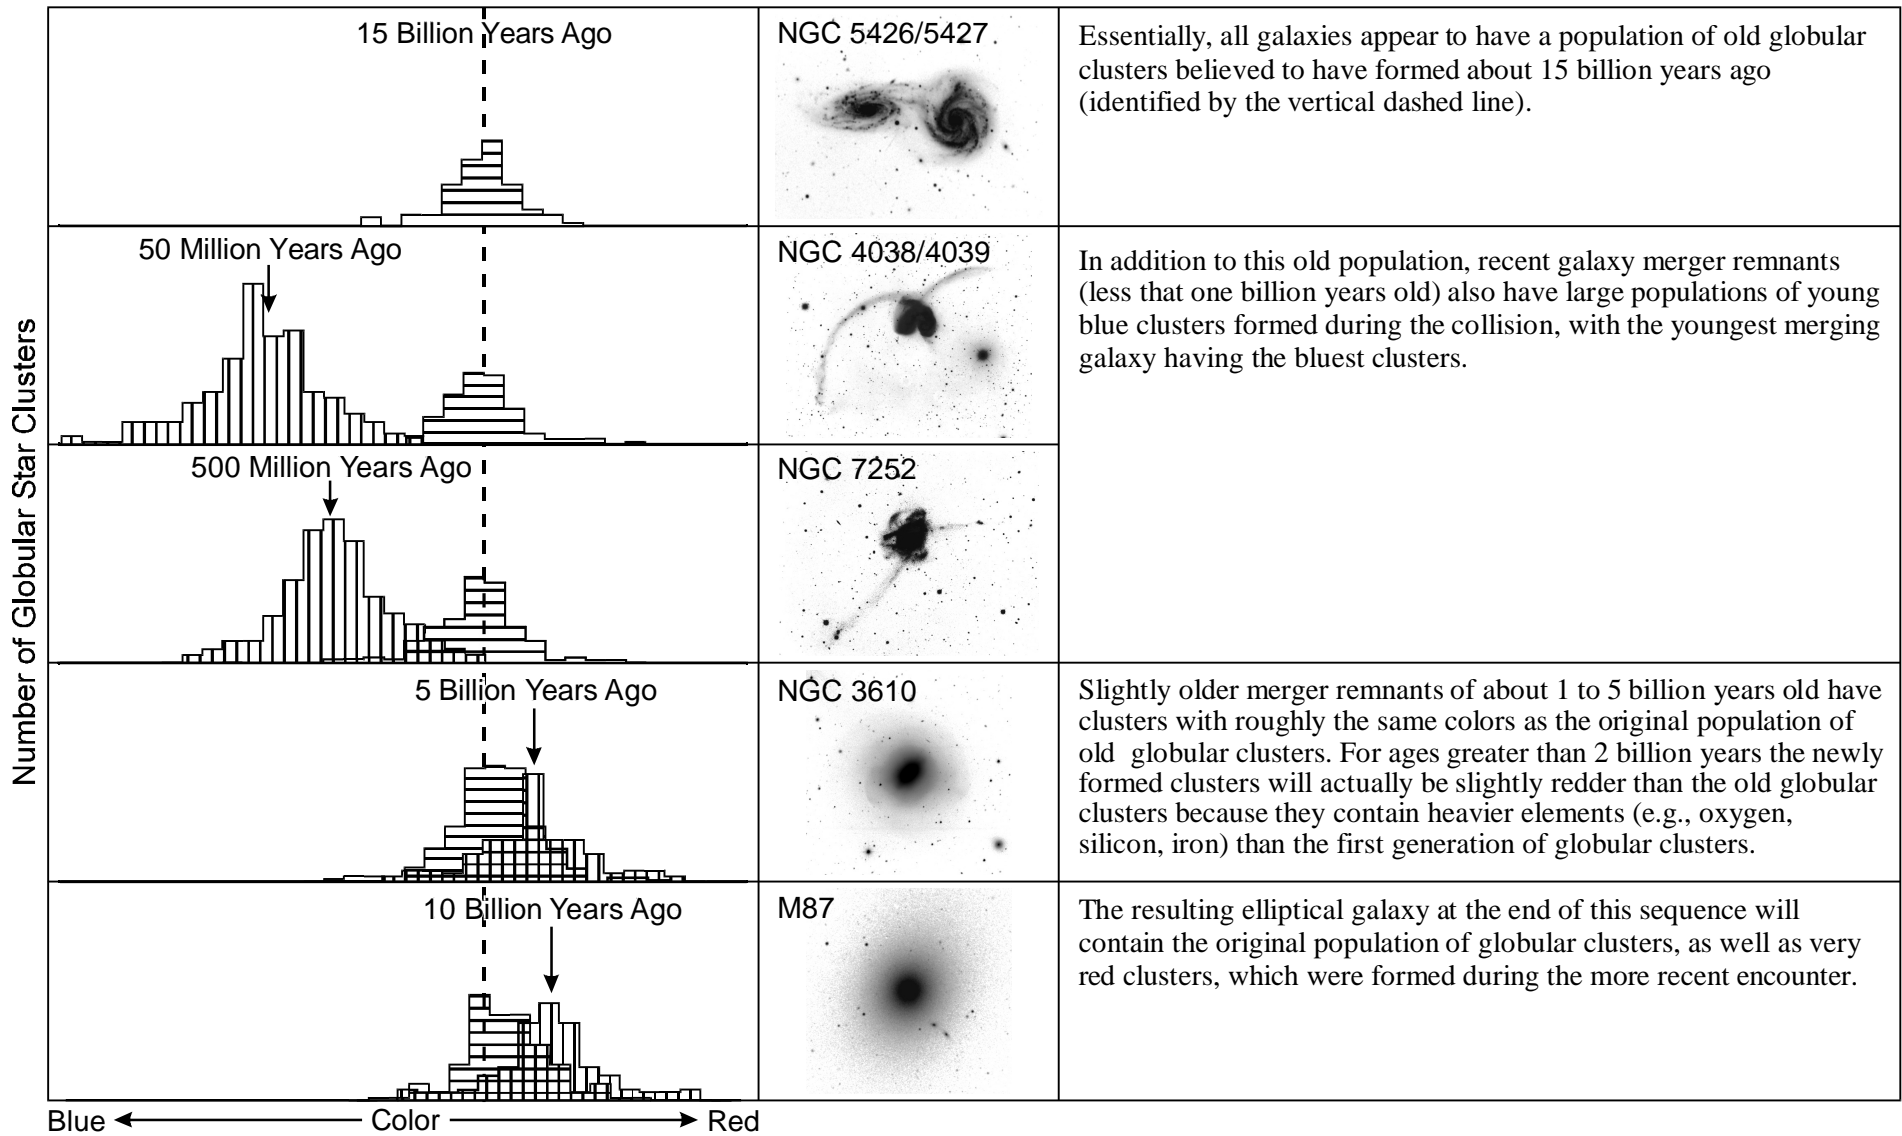 15 Billion Years Ago
NGC 5426/5427
Essentially, all galaxies appear to have a population of old globular
clusters believed to have formed about 15 billion years ago
(identified by the vertical dashed line).
50 Million Years Ago
NGC 4038/4039
In addition to this old population, recent galaxy merger remnants
(less that one billion years old) also have large populations of young
blue clusters formed during the collision, with the youngest merging
galaxy having the bluest clusters.
500 Million Years Ago
NGC 7252
5 Billion Years Ago
NGC 3610
Slightly older merger remnants of about 1 to 5 billion years old have
clusters with roughly the same colors as the original population of
old globular clusters. For ages greater than 2 billion years the newly
formed clusters will actually be slightly redder than the old globular
clusters because they contain heavier elements (e.g., oxygen,
silicon, iron) than the first generation of globular clusters.
10 Billion Years Ago
M87
The resulting elliptical galaxy at the end of this sequence will
contain the original population of globular clusters, as well as very
red clusters, which were formed during the more recent encounter.
Number of Globular Star Clusters
Blue Color Red